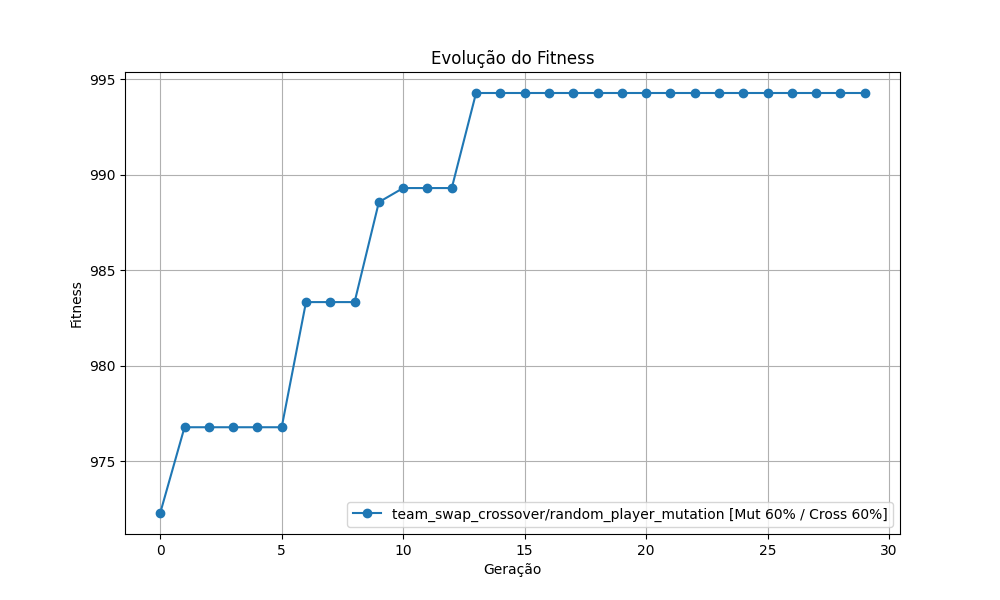 Evolução do Fitness
Fitness
995
990
985
980
975
0 5 10 15 20 25 30
Geração
team_swap_crossover/random_player_mutation [Mut 60% / Cross 60%]